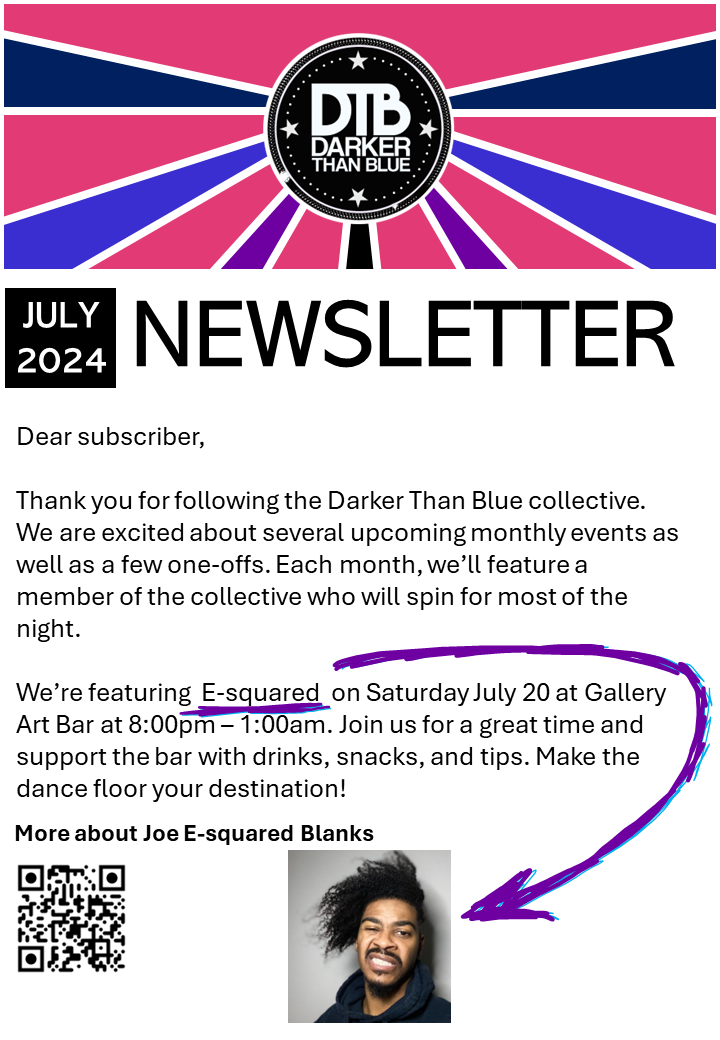 DTB
DARKER
THAN BLUE
JULY
2024
NEWSLETTER
Dear subscriber,
Thank you for following the Darker Than Blue collective.
We are excited about several upcoming monthly events as
well as a few one-offs. Each month, we’ll feature a
member of the collective who will spin for most of the
night.
We’re featuring E-squared on Saturday July 20 at Gallery
Art Bar at 8:00pm – 1:00am. Join us for a great time and
support the bar with drinks, snacks, and tips. Make the
dance floor your destination!
More about Joe E-squared Blanks